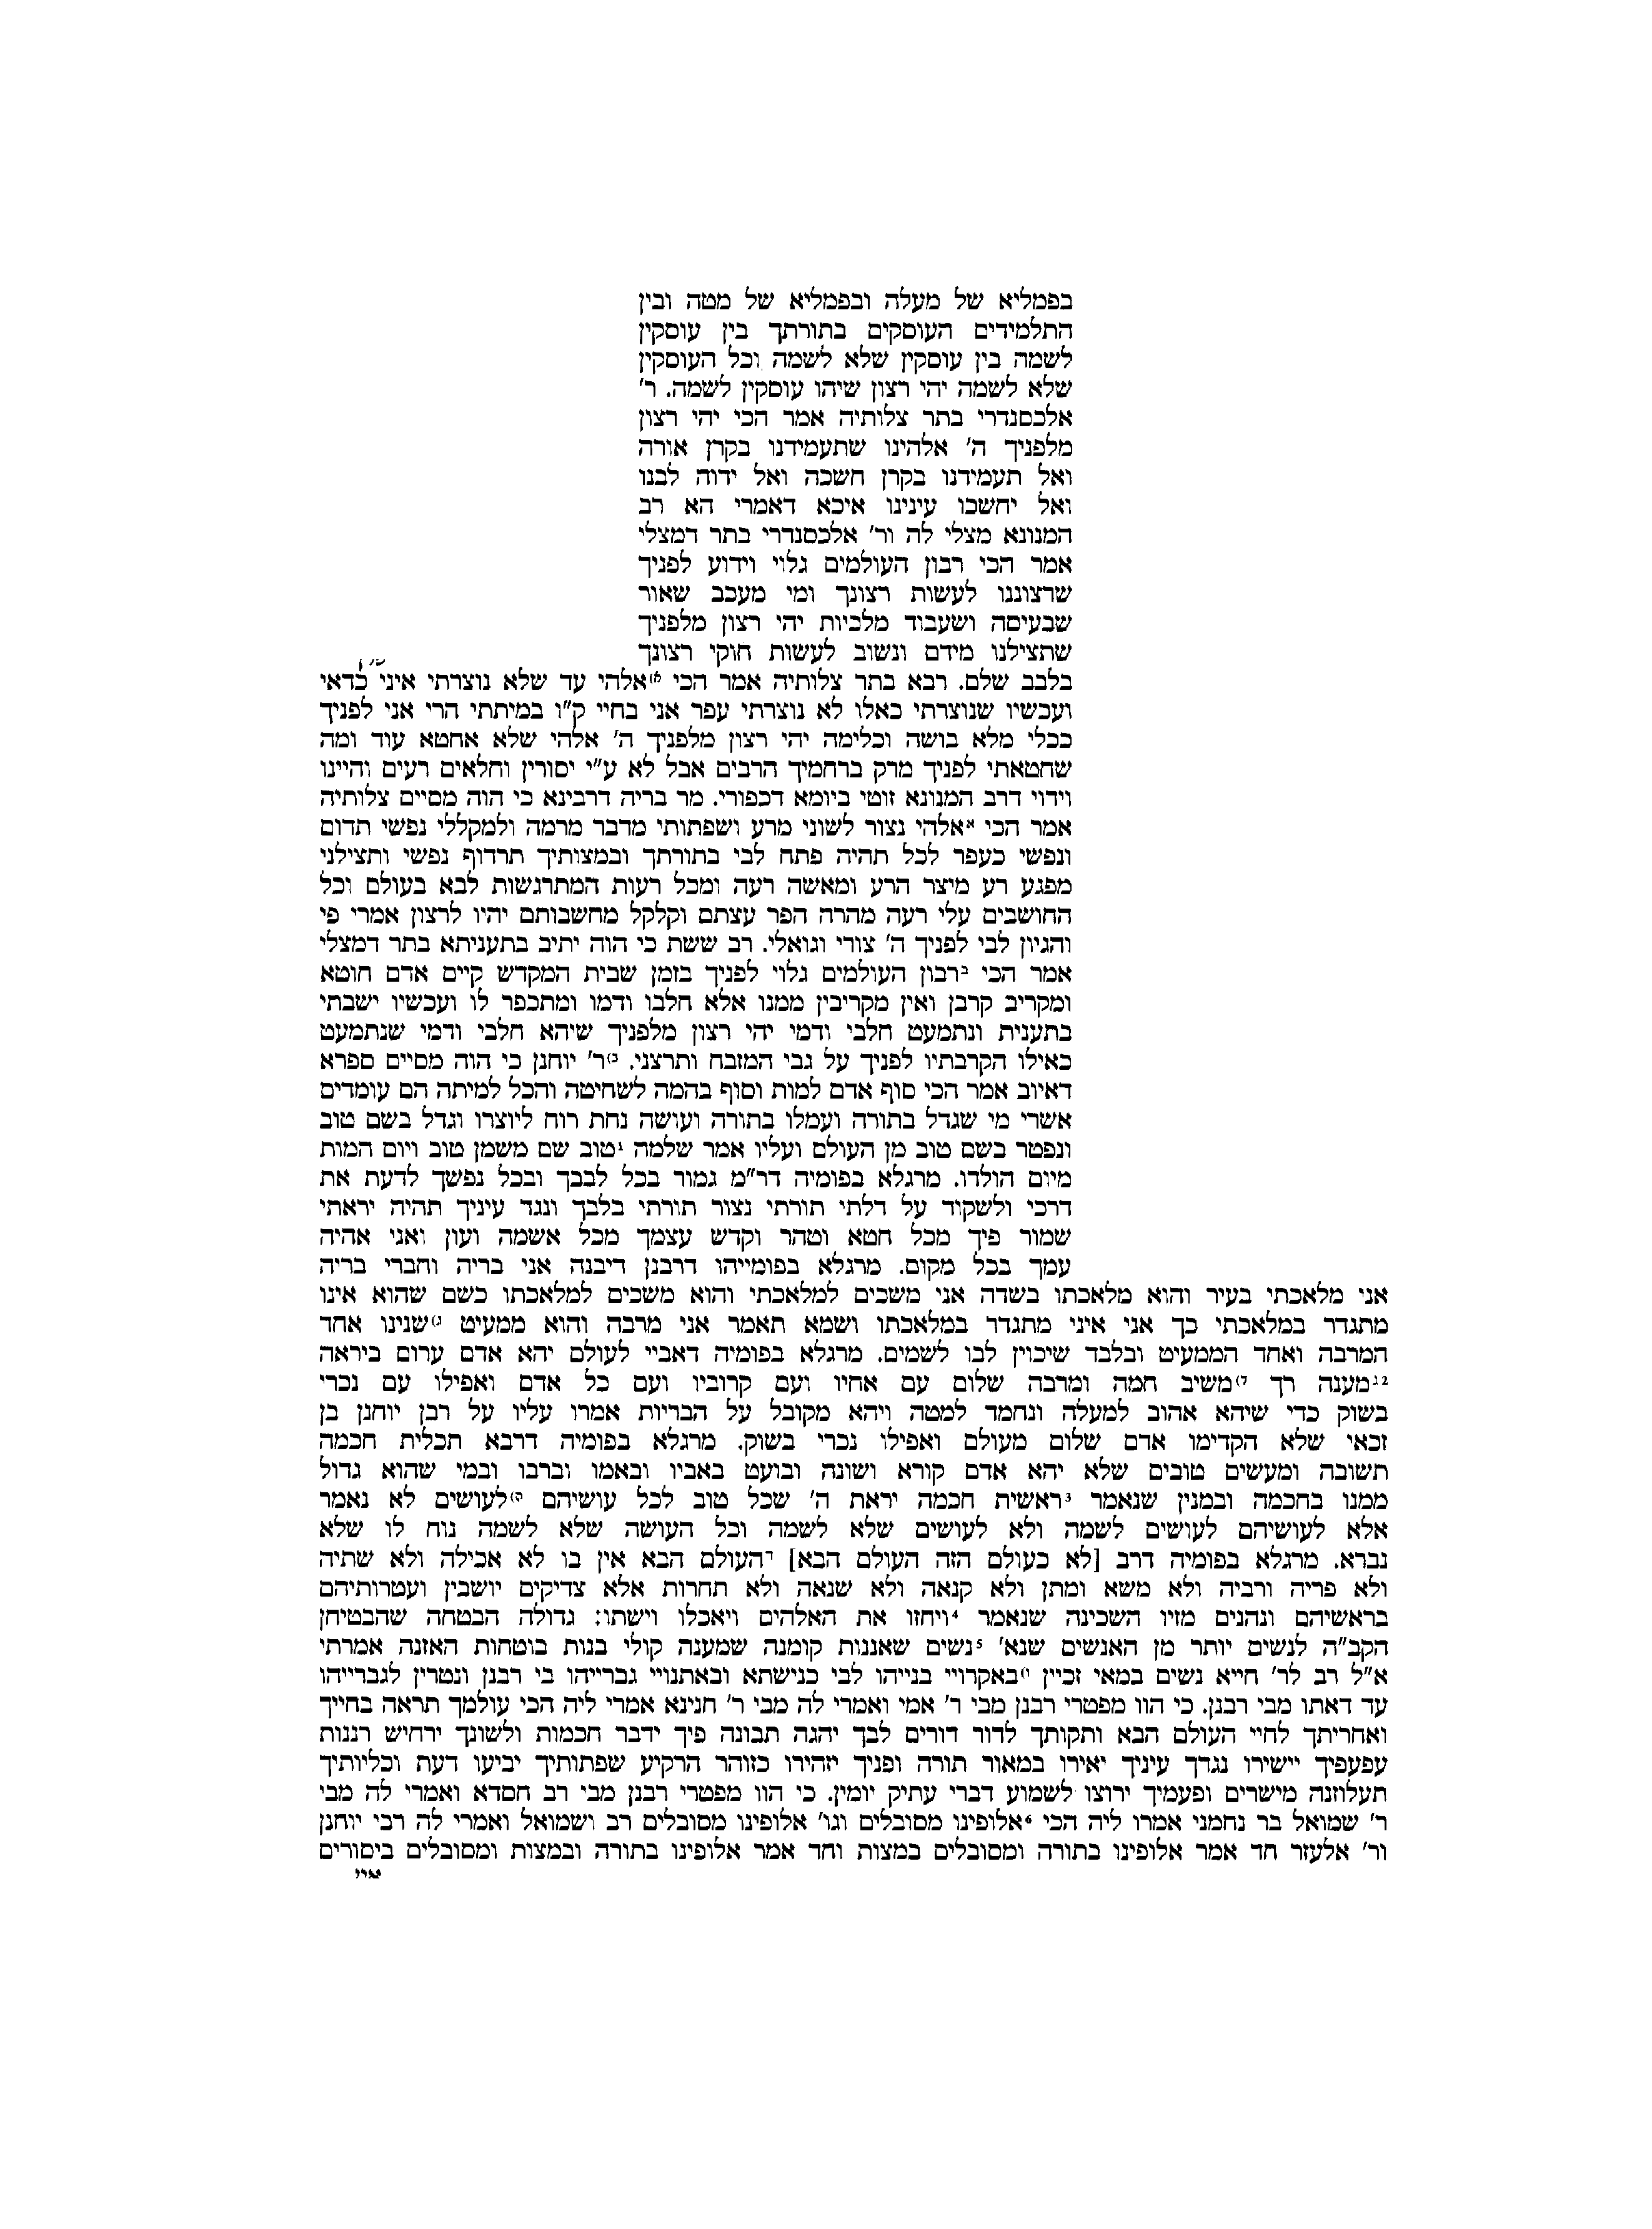 בפמליא של מעלה ובפמליא של מטה ובין
התלמידים העוסקים בתורתך בין עוסקין
לשמה בין עוסקין שלא לשמה וכל העוסקין
שלא לשמה יהי רצון שיהו עוסקין לשמה. ר'
אלכסנדרי בתר צלותיה אמר הכי יהי רצון
מלפניך ה' אלהינו שתעמידנו בקרן אורה
ואל תעמידנו בקרן חשכה ואל ידוה לבנו
ואל יחשכו עינינו איכא דאמרי הא רב
המנונא מצלי לה ור' אלכסנדרי בתר דמצלי
אמר הכי רבון העולמים גלוי וידוע לפניך
שרצוננו לעשות רצונך ומי מעכב שאור
שבעיסה ושעבוד מלכיות יהי רצון מלפניך
שתצילנו מידם ונשוב לעשות חוקי רצונך
בלבב שלם. רבא בתר צלותיה אמר הכי א)אלהי עד שלא נוצרתי איני כדאי
ועכשיו שנוצרתי כאלו לא נוצרתי עפר אני בחיי ק"ו במיתתי הרי אני לפניך
ככלי מלא בושה וכלימה יהי רצון מלפניך ה' אלהי שלא אחטא עוד ומה
שחטאתי לפניך מרק ברחמיך הרבים אבל לא ע"י יסורין וחלאים רעים והיינו
וידוי דרב המנונא זוטי ביומא דכפורי. מר בריה דרבינא כי הוה מסיים צלותיה
אמר הכי אאלהי נצור לשוני מרע ושפתותי מדבר מרמה ולמקללי נפשי תדום
ונפשי כעפר לכל תהיה פתח לבי בתורתך ובמצותיך תרדוף נפשי ותצילני
מפגע רע מיצר הרע ומאשה רעה ומכל רעות המתרגשות לבא בעולם וכל
החושבים עלי רעה מהרה הפר עצתם וקלקל מחשבותם יהיו לרצון אמרי פי
והגיון לבי לפניך ה' צורי וגואלי. רב ששת כי הוה יתיב בתעניתא בתר דמצלי
אמר הכי ברבון העולמים גלוי לפניך בזמן שבית המקדש קיים אדם חוטא
ומקריב קרבן ואין מקריבין ממנו אלא חלבו ודמו ומתכפר לו ועכשיו ישבתי
בתענית ונתמעט חלבי ודמי יהי רצון מלפניך שיהא חלבי ודמי שנתמעט
כאילו הקרבתיו לפניך על גבי המזבח ותרצני. ב)ר' יוחנן כי הוה מסיים ספרא
דאיוב אמר הכי סוף אדם למות וסוף בהמה לשחיטה והכל למיתה הם עומדים
אשרי מי שגדל בתורה ועמלו בתורה ועושה נחת רוח ליוצרו וגדל בשם טוב
ונפטר בשם טוב מן העולם ועליו אמר שלמה 1טוב שם משמן טוב ויום המות
מיום הולדו. מרגלא בפומיה דר"מ גמור בכל לבבך ובכל נפשך לדעת את
דרכי ולשקוד על דלתי תורתי נצור תורתי בלבך ונגד עיניך תהיה יראתי
שמור פיך מכל חטא וטהר וקדש עצמך מכל אשמה ועון ואני אהיה
עמך בכל מקום. מרגלא בפומייהו דרבנן דיבנה אני בריה וחברי בריה
אני מלאכתי בעיר והוא מלאכתו בשדה אני משכים למלאכתי והוא משכים למלאכתו כשם שהוא אינו
מתגדר במלאכתי כך אני איני מתגדר במלאכתו ושמא תאמר אני מרבה והוא ממעיט ג)שנינו אחד
המרבה ואחד הממעיט ובלבד שיכוין לבו לשמים. מרגלא בפומיה דאביי לעולם יהא אדם ערום ביראה
2גמענה רך ד)משיב חמה ומרבה שלום עם אחיו ועם קרוביו ועם כל אדם ואפילו עם נכרי
בשוק כדי שיהא אהוב למעלה ונחמד למטה ויהא מקובל על הבריות אמרו עליו על רבן יוחנן בן
זכאי שלא הקדימו אדם שלום מעולם ואפילו נכרי בשוק. מרגלא בפומיה דרבא תכלית חכמה
תשובה ומעשים טובים שלא יהא אדם קורא ושונה ובועט באביו ובאמו וברבו ובמי שהוא גדול
ממנו בחכמה ובמנין שנאמר 3ראשית חכמה יראת ה' שכל טוב לכל עושיהם ה)לעושים לא נאמר
אלא לעושיהם לעושים לשמה ולא לעושים שלא לשמה וכל העושה שלא לשמה נוח לו שלא
נברא. מרגלא בפומיה דרב [לא כעולם הזה העולם הבא] דהעולם הבא אין בו לא אכילה ולא שתיה
ולא פריה ורביה ולא משא ומתן ולא קנאה ולא שנאה ולא תחרות אלא צדיקים יושבין ועטרותיהם
בראשיהם ונהנים מזיו השכינה שנאמר 4ויחזו את האלהים ויאכלו וישתו: גדולה הבטחה שהבטיחן
הקב"ה לנשים יותר מן האנשים שנא' 5נשים שאננות קומנה שמענה קולי בנות בוטחות האזנה אמרתי
א"ל רב לר' חייא נשים במאי זכיין ו)באקרויי בנייהו לבי כנישתא ובאתנויי גברייהו בי רבנן ונטרין לגברייהו
עד דאתו מבי רבנן. כי הוו מפטרי רבנן מבי ר' אמי ואמרי לה מבי ר' חנינא אמרי ליה הכי עולמך תראה בחייך
ואחריתך לחיי העולם הבא ותקותך לדור דורים לבך יהגה תבונה פיך ידבר חכמות ולשונך ירחיש רננות
עפעפיך יישירו נגדך עיניך יאירו במאור תורה ופניך יזהירו כזוהר הרקיע שפתותיך יביעו דעת וכליותיך
תעלוזנה מישרים ופעמיך ירוצו לשמוע דברי עתיק יומין. כי הוו מפטרי רבנן מבי רב חסדא ואמרי לה מבי
ר' שמואל בר נחמני אמרו ליה הכי 6אלופינו מסובלים וגו' אלופינו מסובלים רב ושמואל ואמרי לה רבי יוחנן
ור' אלעזר חד אמר אלופינו בתורה ומסובלים במצות וחד אמר אלופינו בתורה ובמצות ומסובלים ביסורים